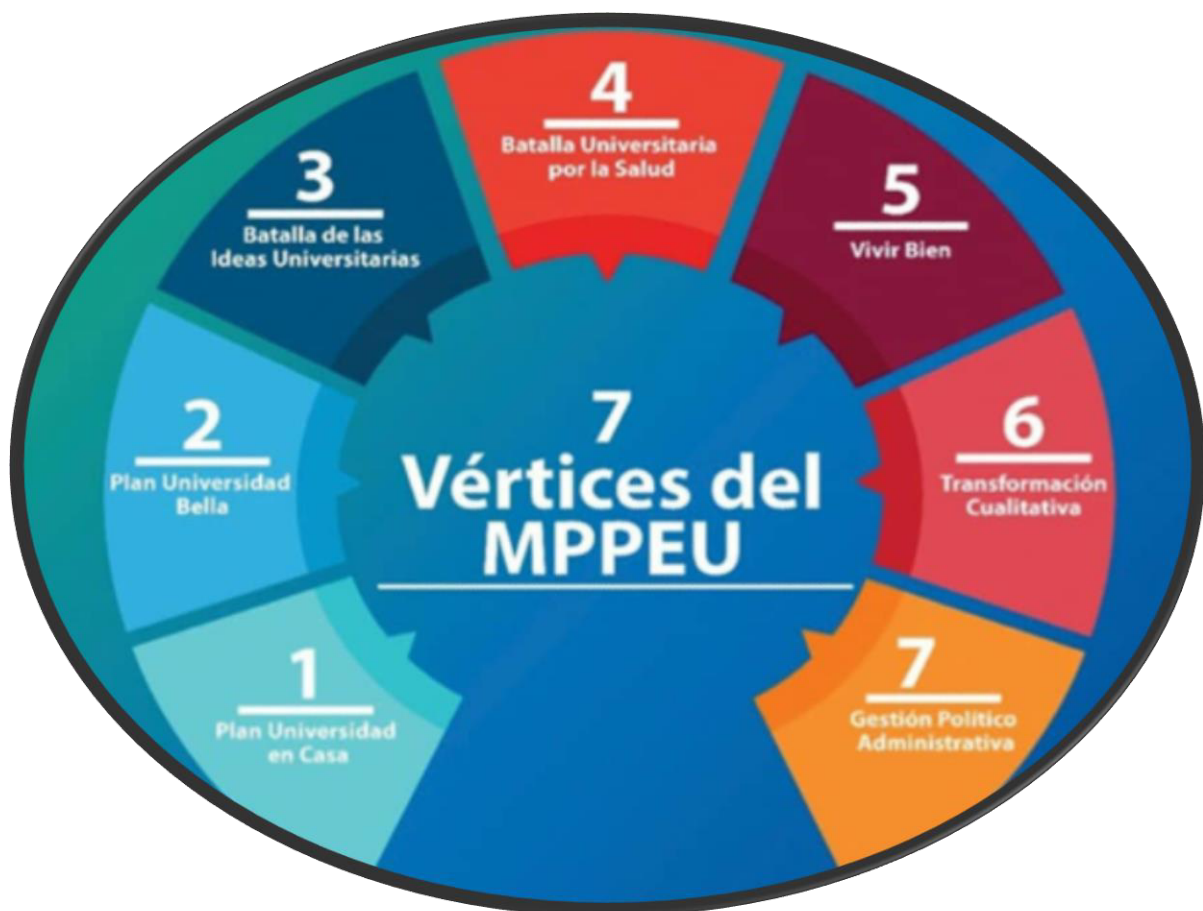 7
Vértices del
MPPEU
1
Plan Universidad
en Casa
2
Plan Universidad
Bella
3
Batalla de las
Ideas Universitarias
4
Batalla Universitaria
por la Salud
5
Vivir Bien
6
Transformación
Cualitativa
7
Gestión Político
Administrativa